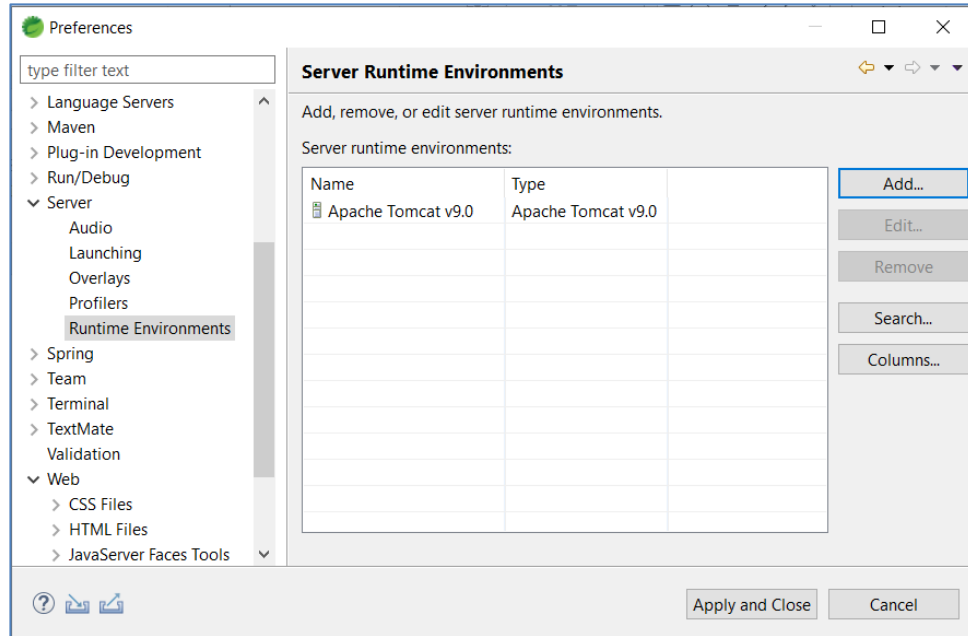 Preferences
type filter text
Language Servers
Maven
Plug-in Development
Run/Debug
Server
Audio
Launching
Overlays
Profilers
Runtime Environments
Spring
Team
Terminal
TextMate
Validation
Web
CSS Files
HTML Files
JavaServer Faces Tools
Server Runtime Environments
Add, remove, or edit server runtime environments.
Server runtime environments:
Name Type
Apache Tomcat v9.0 Apache Tomcat v9.0
Add...
Edit...
Remove
Search...
Columns...
Apply and Close Cancel